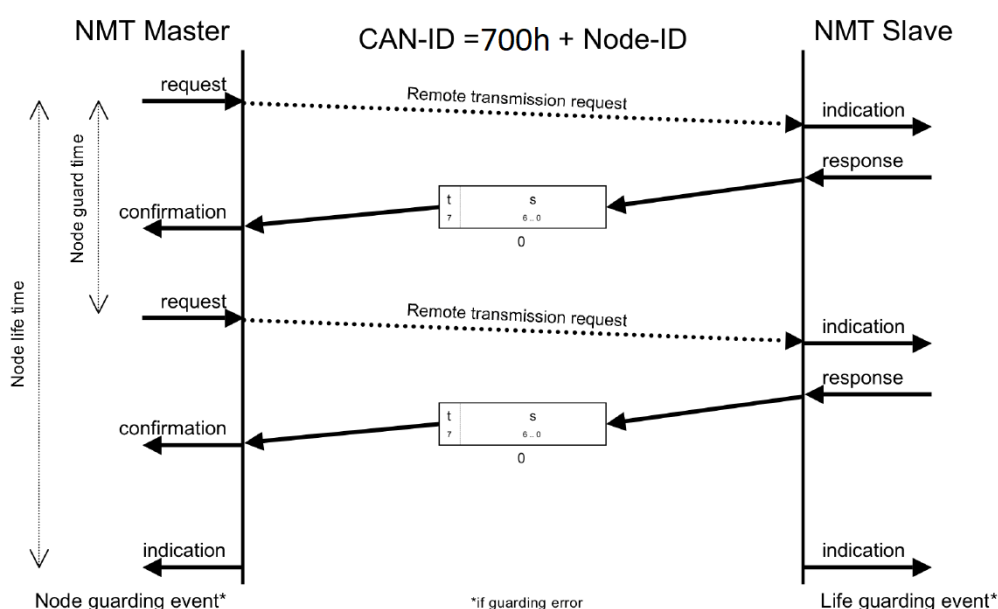 NMT Master
CAN-ID =700h + Node-ID
NMT Slave
request
Remote transmission request
indication
Node guard time
response
t
s
7
6 .. 0
confirmation
0
Node life time
request
Remote transmission request
indication
response
t
s
7
6 .. 0
confirmation
0
indication
indication
Node guarding event*
*if guarding error
Life guarding event*